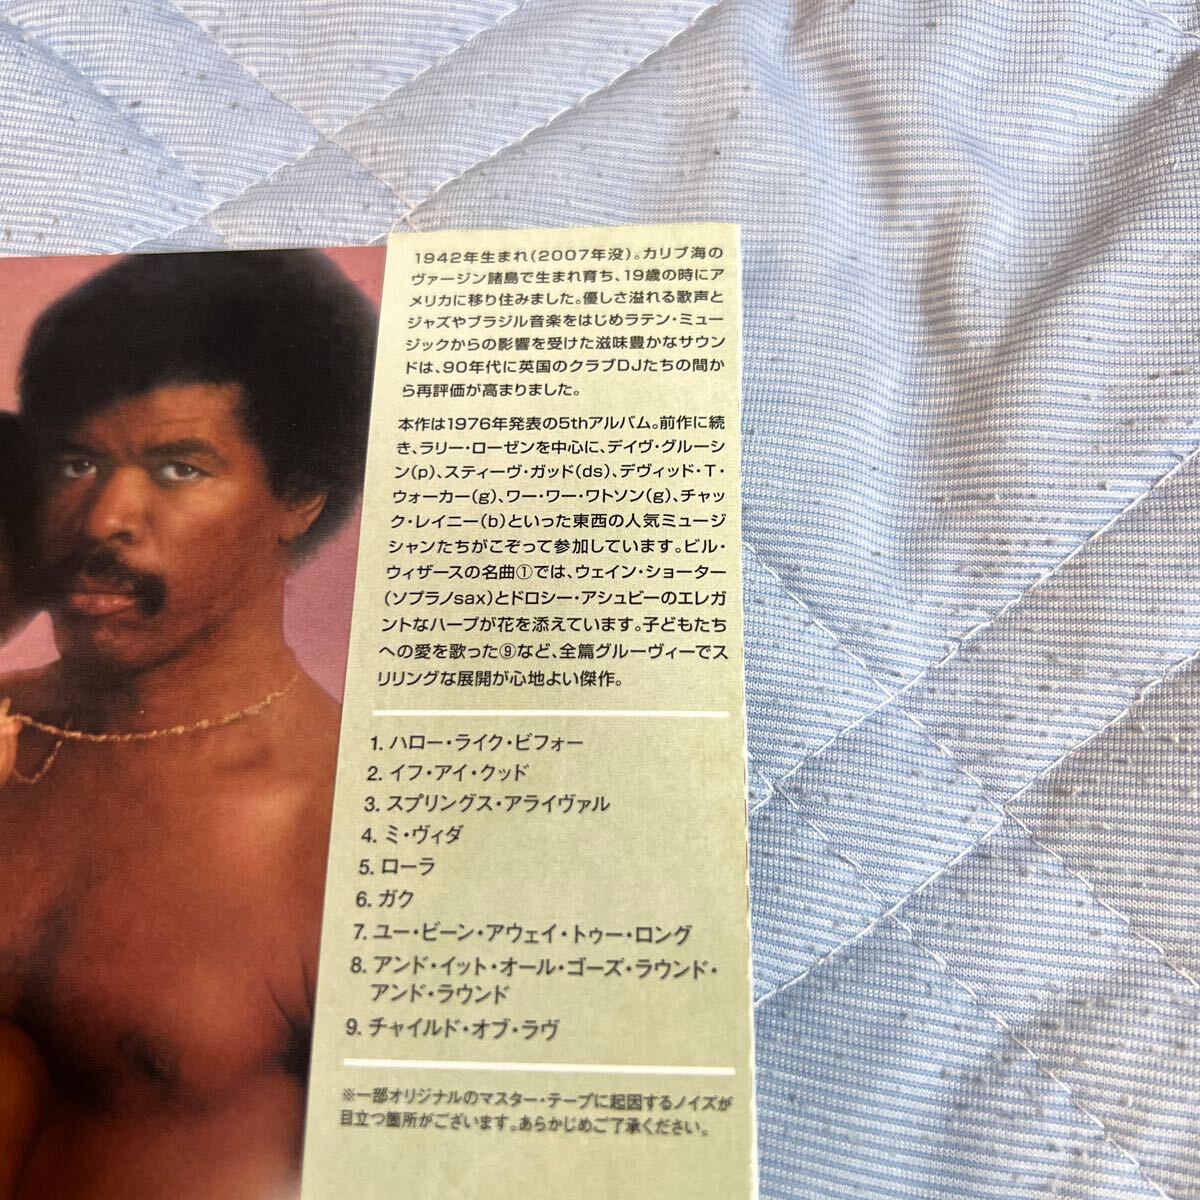 1942年生まれ(2007年没)。カリブ海の
ヴァージン諸島で生まれ育ち、19歳の時にア
メリカに移り住みました。優しさ溢れる歌声と
ジャズやブラジル音楽をはじめラテン・ミュー
ジックからの影響を受けた滋味豊かなサウン
ドは、90年代に英国のクラブDJたちの間か
ら再評価が高まりました。
本作は1976年発表の5thアルバム。前作に続
き、ラリー・ローゼンを中心に、デイヴ・グルーシ
ン(p)、スティーヴ・ガッド(ds)、デヴィッド・T・
ウォーカー(g)、ワー・ワー・ワトソン(g)、チャッ
ク・レイニー(b)といった東西の人気ミュージ
シャンたちがこぞって参加しています。ビル・
ウィザースの名曲①では、ウェイン・ショーター
(ソプラノsax)とドロシー・アシュビーのエレガ
ントなハープが花を添えています。子どもたち
への愛を歌った⑨など、全篇グルーヴィーでス
リリングな展開が心地よい傑作。
1. ハロー・ライク・ビフォー
2. イフ・アイ・クッド
3. スプリングス・アライヴァル
4. ミ・ヴィダ
5. ローラ
6. ガク
7. ユー・ビーン・アウェイ・トゥー・ロング
8. アンド・イット・オール・ゴーズ・ラウンド・
アンド・ラウンド
9. チャイルド・オブ・ラヴ
※一部オリジナルのマスター・テープに起因するノイズが
目立つ箇所がございます。あらかじめご了承ください。